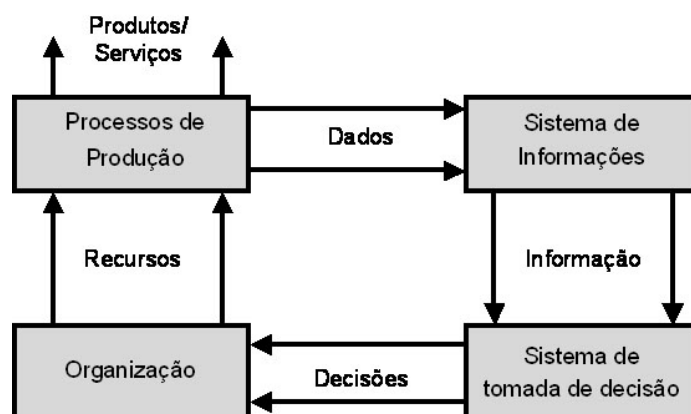 Produtos/
Serviços
Processos de
Produção
Dados
Sistema de
Informações
Recursos
Informação
Organização
Decisões
Sistema de
tomada de decisão